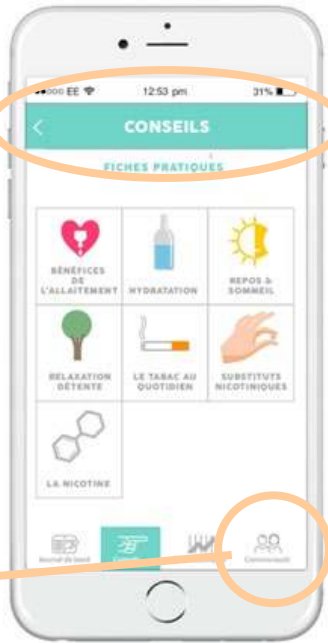 EE 12:53 pm 31%
CONSEILS
FICHES PRATIQUES
BÉNÉFICES
DE
L'ALLAITEMENT
HYDRATATION
REPOS &
SOMMEIL
RELAXATION
DÉTENTE
LE TABAC AU
QUOTIDIEN
SUBSTITUTS
NICOTINIQUES
LA NICOTINE
Journal de bord
Communauté